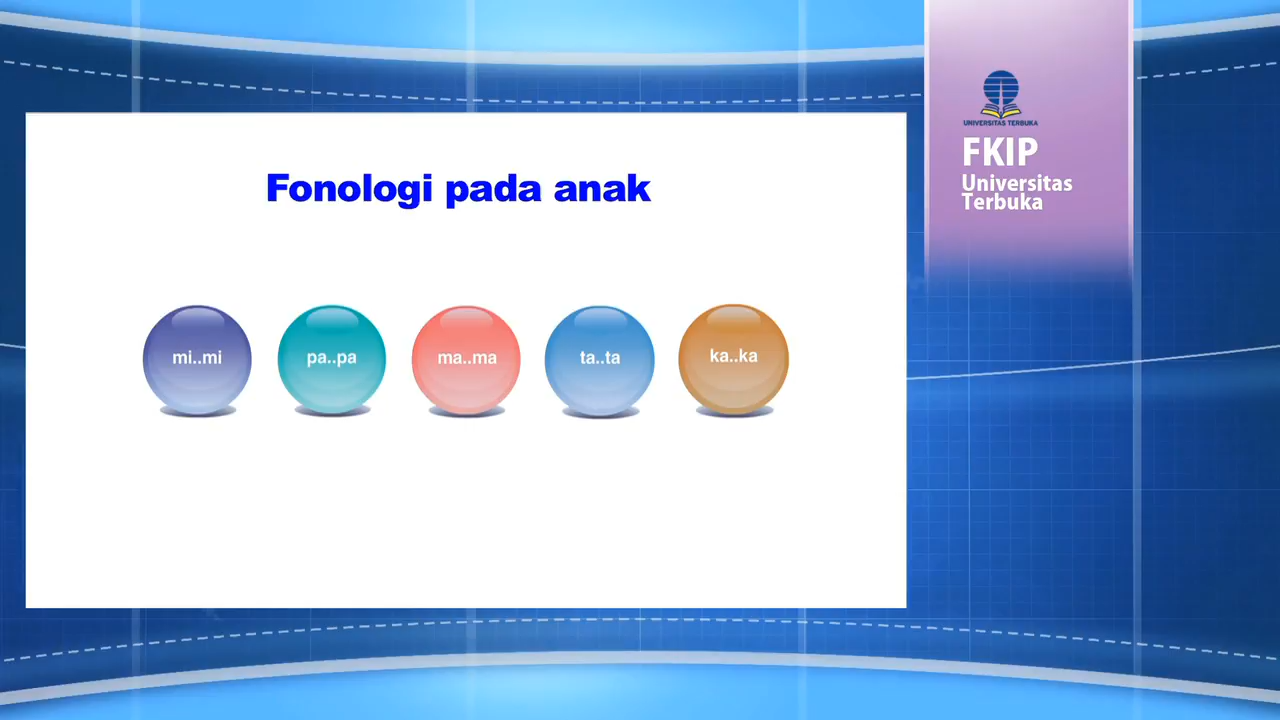 UNIVERSITAS TERBUKA
FKIP
Universitas
Terbuka
Fonologi pada anak
mi..mi
pa..pa
ma..ma
ta..ta
ka..ka